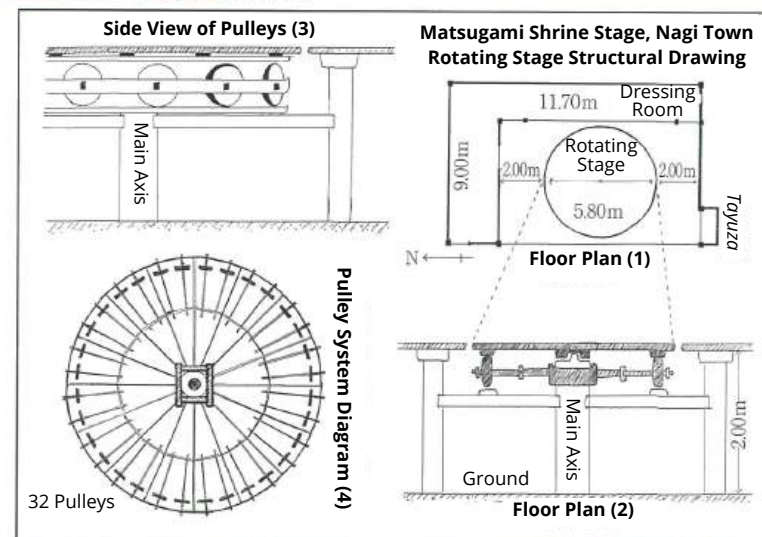 Side View of Pulleys (3)
Main Axis
Matsugami Shrine Stage, Nagi Town
Rotating Stage Structural Drawing
Dressing
Room
11.70m
9.00m
Rotating
Stage
2.00m
2.00m
5.80m
Tayuza
N
Floor Plan (1)
Pulley System Diagram (4)
32 Pulleys
Main Axis
2.00m
Ground
Floor Plan (2)